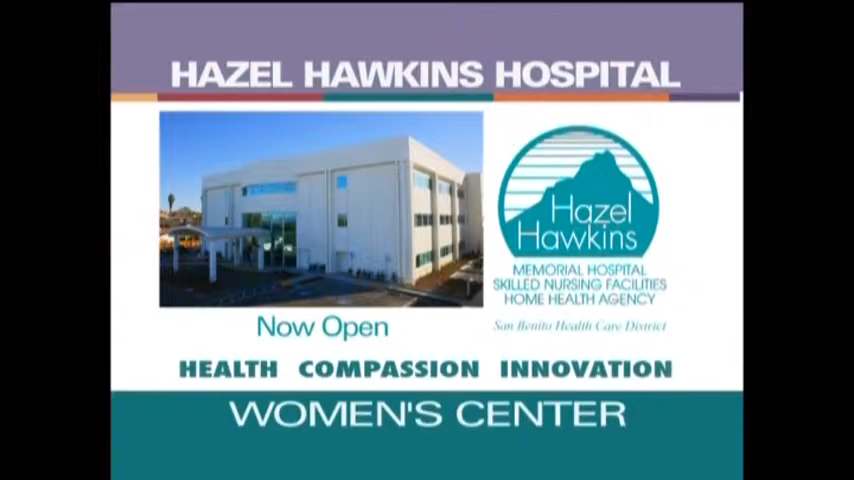 HAZEL HAWKINS HOSPITAL
Hazel
Hawkins
MEMORIAL HOSPITAL
SKILLED NURSING FACILITIES
HOME HEALTH AGENCY
San Benito Health Care District
Now Open
HEALTH COMPASSION INNOVATION
WOMEN'S CENTER